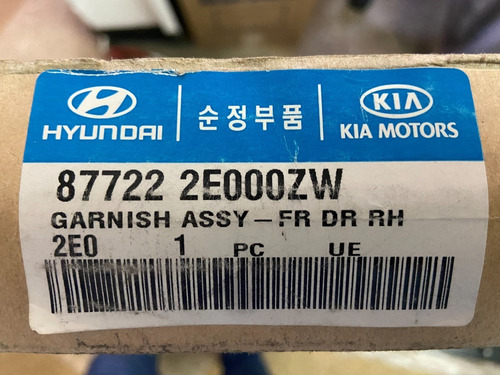 HYUNDAI 순정부품 KIA
KIA MOTORS
87722 2E000ZW
GARNISH ASSY-FR DR RH
2E0 1 PC UE